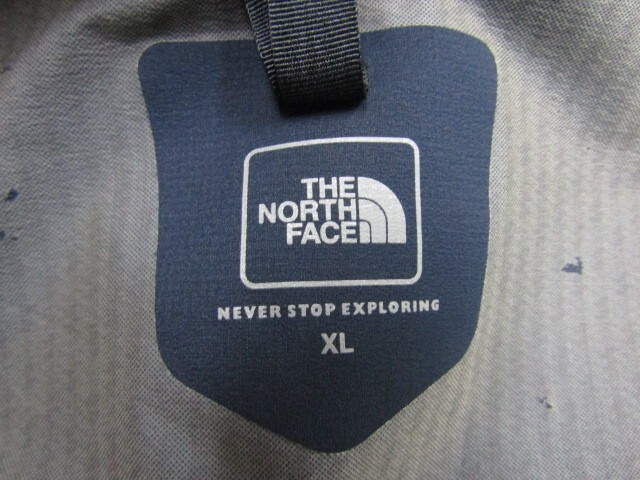 THE
NORTH
FACE
NEVER STOP EXPLORING
XL